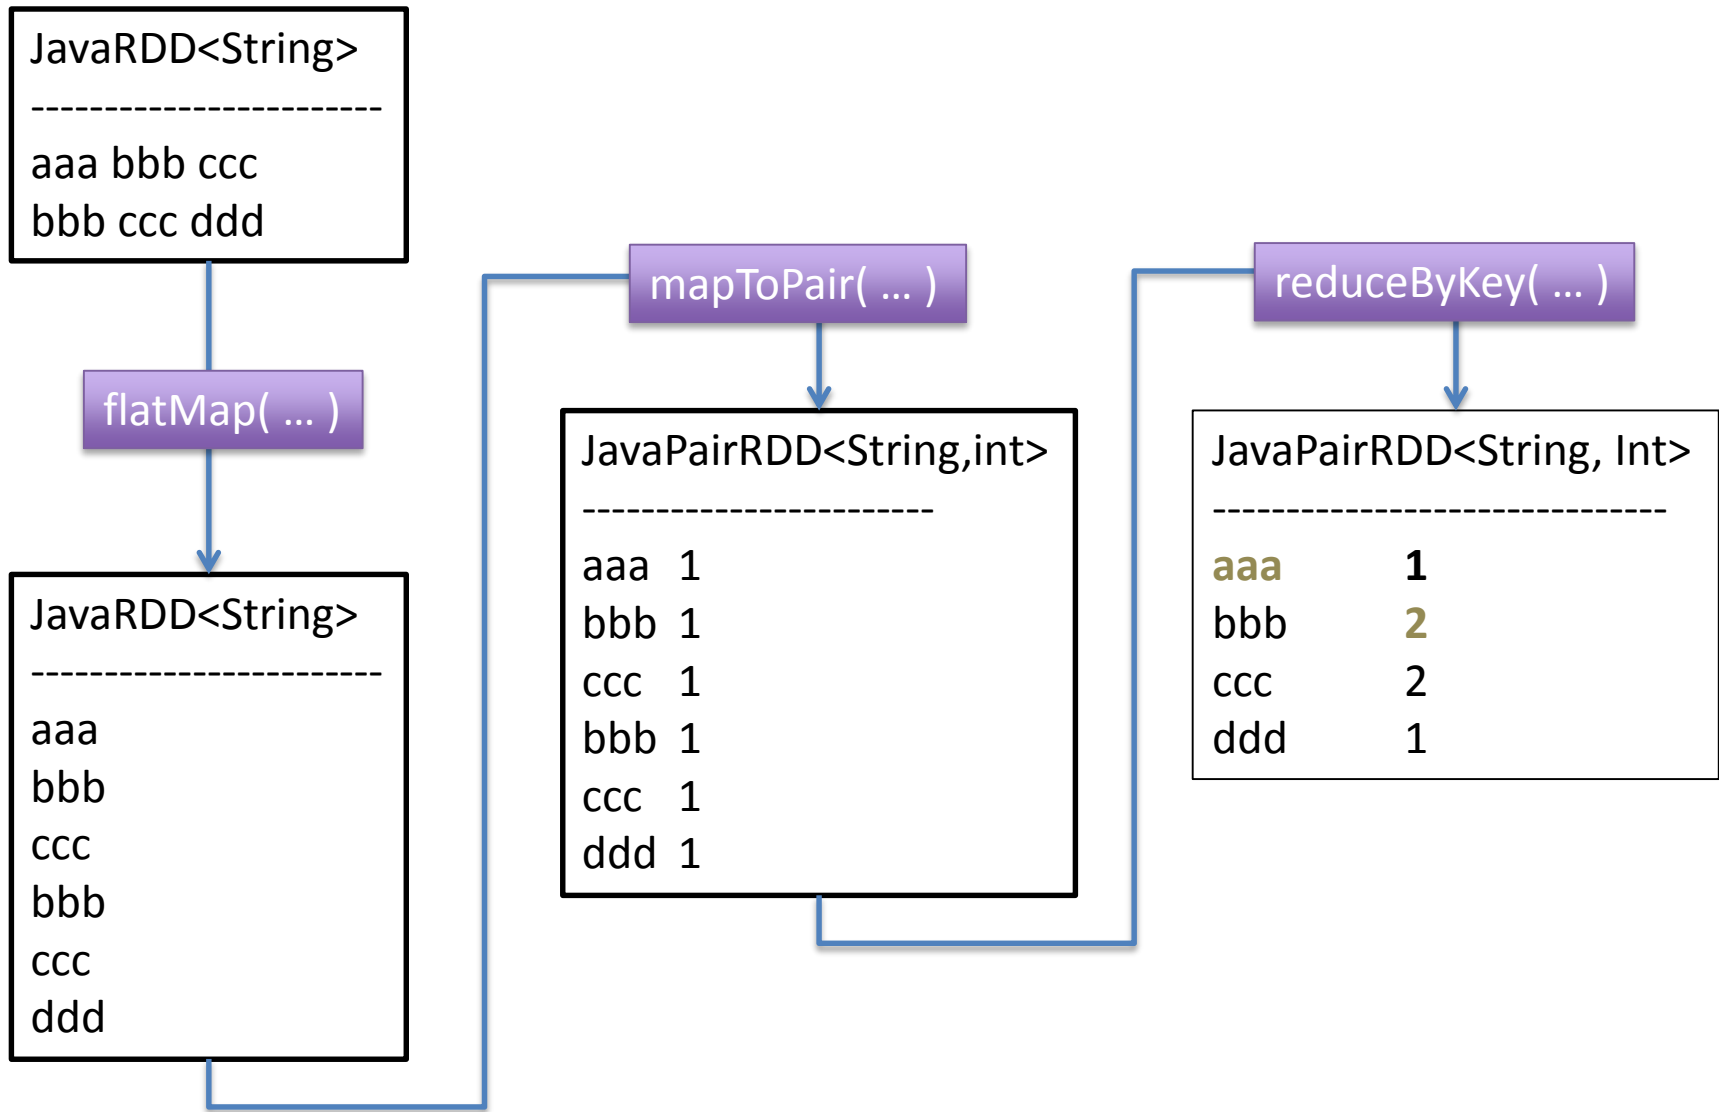 JavaRDD<String>
------------------------
aaa bbb ccc
bbb ccc ddd
flatMap( ... )
JavaRDD<String>
------------------------
aaa
bbb
ccc
bbb
ccc
ddd
mapToPair( ... )
JavaPairRDD<String,int>
------------------------
aaa 1
bbb 1
ccc 1
bbb 1
ccc 1
ddd 1
reduceByKey( ... )
JavaPairRDD<String, Int>
-------------------------------
aaa 1
bbb 2
ccc 2
ddd 1